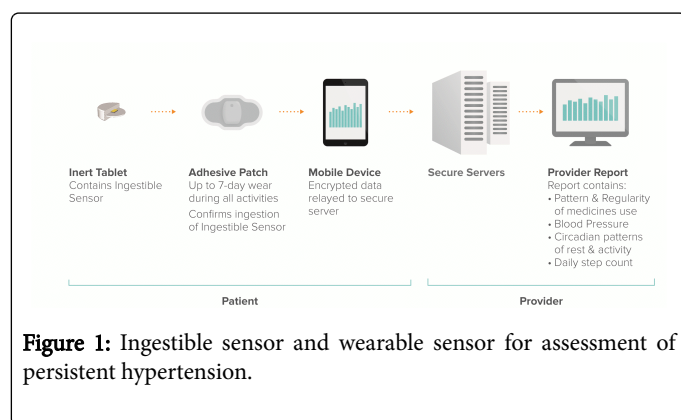 Inert Tablet
Contains Ingestible
Sensor
Adhesive Patch
Up to 7-day wear
during all activities
Confirms ingestion
of Ingestible Sensor
Mobile Device
Encrypted data
relayed to secure
server
Secure Servers
Provider Report
Report contains:
• Pattern & Regularity
of medicines use
• Blood Pressure
• Circadian patterns
of rest & activity
• Daily step count
Patient
Provider
Figure 1: Ingestible sensor and wearable sensor for assessment of
persistent hypertension.